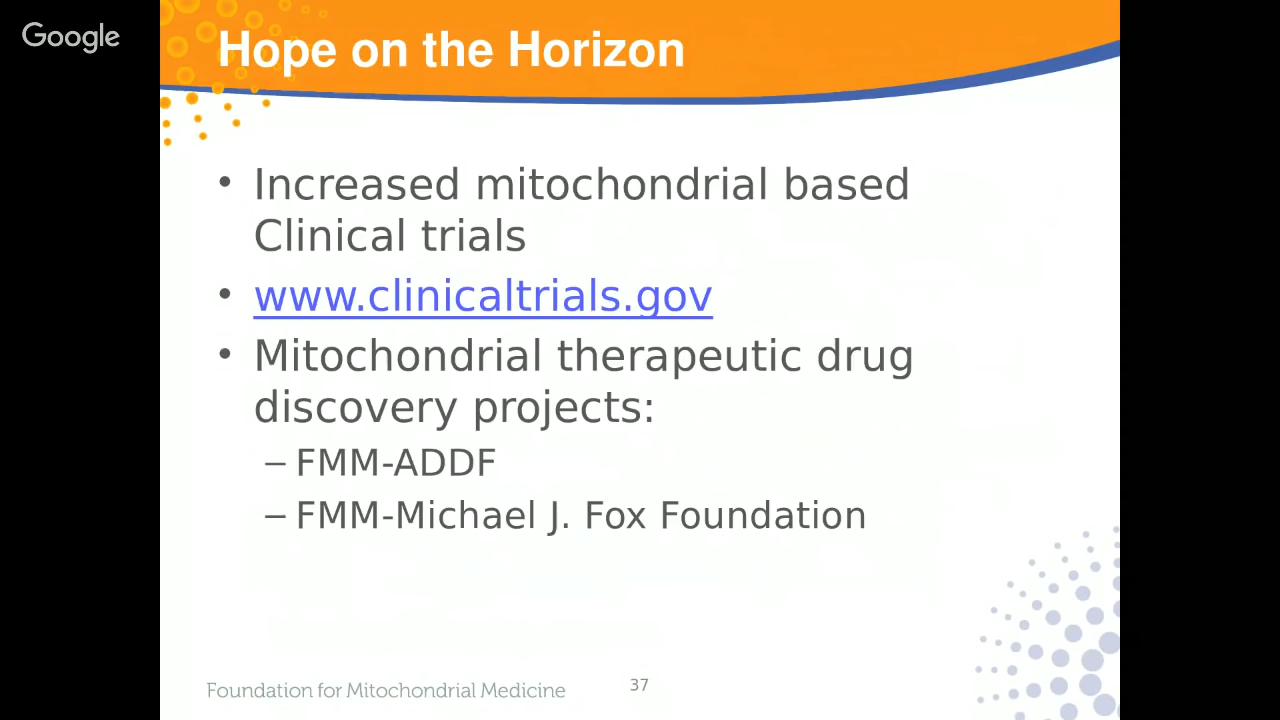 Google
Hope on the Horizon
• Increased mitochondrial based
Clinical trials
• www.clinicaltrials.gov
• Mitochondrial therapeutic drug
discovery projects:
– FMM-ADDF
– FMM-Michael J. Fox Foundation
Foundation for Mitochondrial Medicine
37